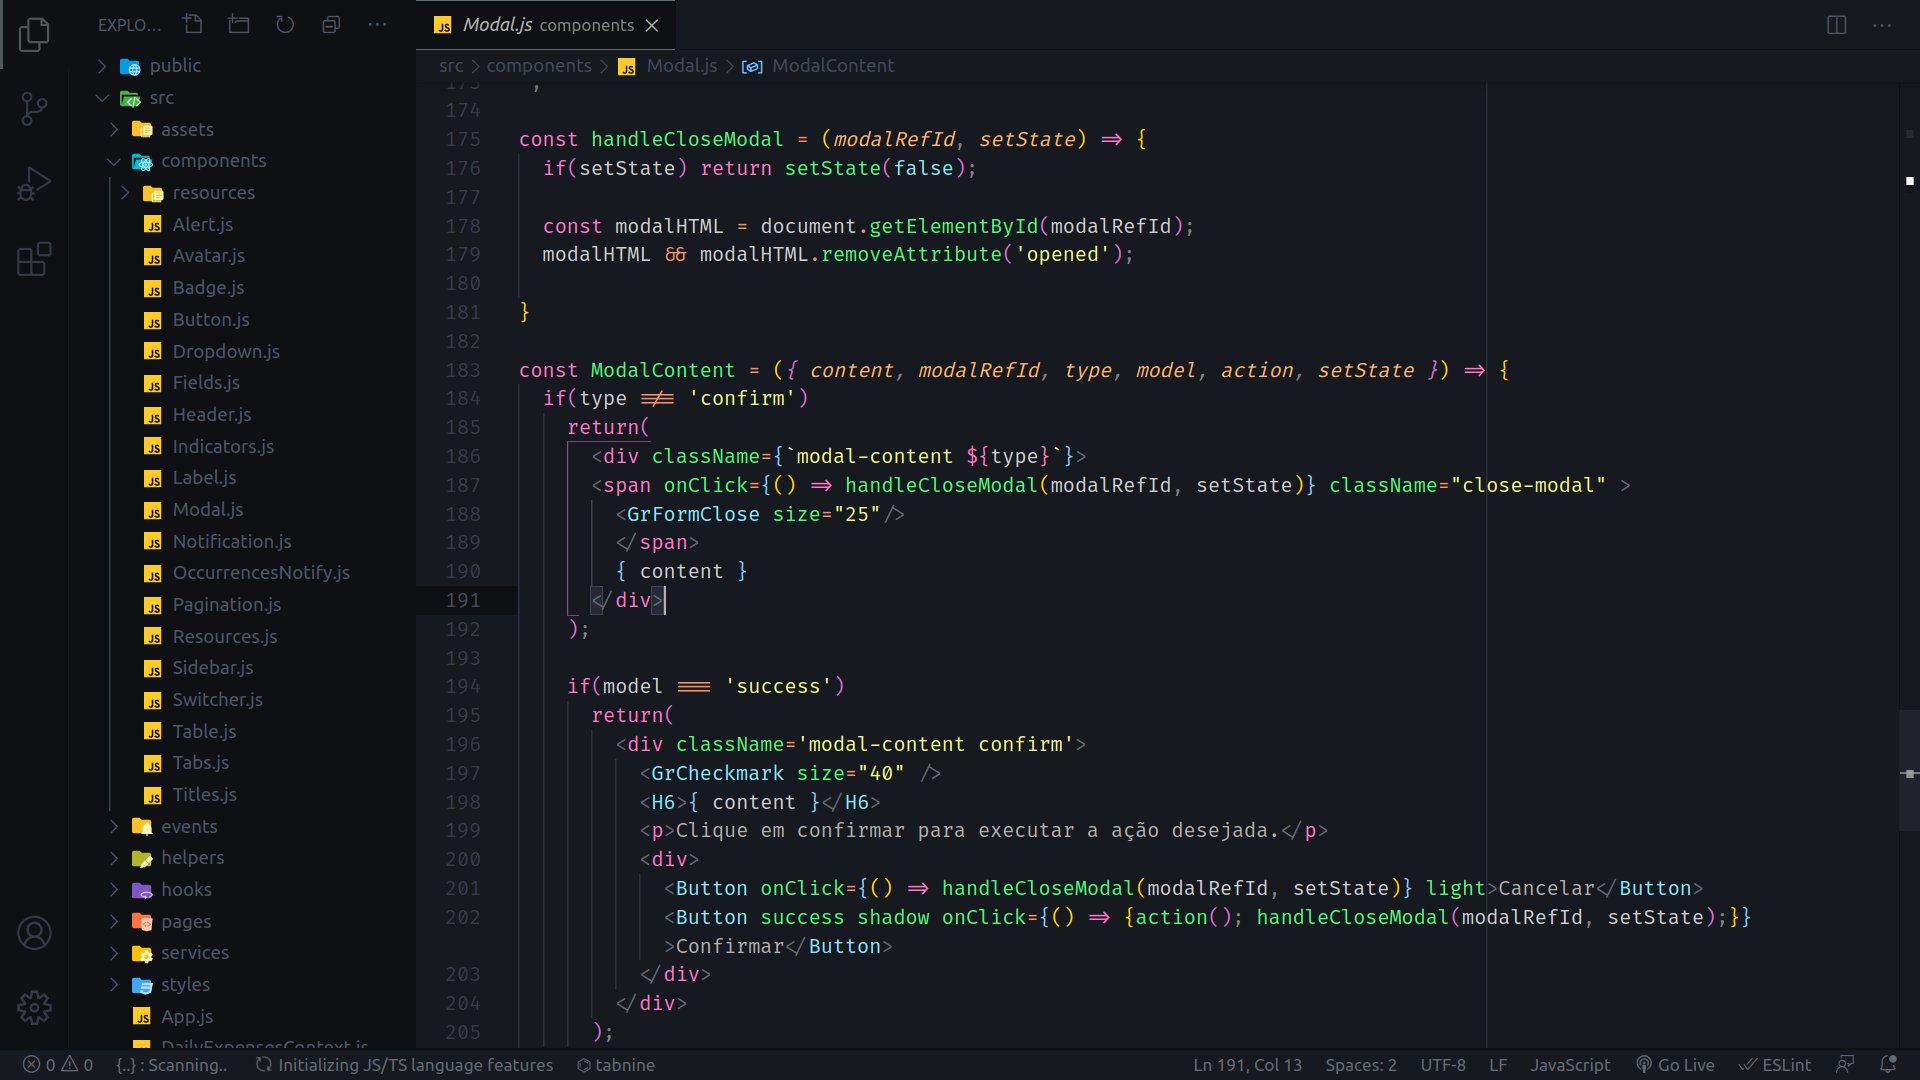 EXPLO...
public
src
assets
components
resources
Alert.js
Avatar.js
Badge.js
Button.js
Dropdown.js
Fields.js
Header.js
Indicators.js
Label.js
Modal.js
Notification.js
OccurrencesNotify.js
Pagination.js
Resources.js
Sidebar.js
Switcher.js
Table.js
Tabs.js
Titles.js
events
helpers
hooks
pages
services
styles
App.js
DailyExpensesContext.js
Modal.js components
src > components > Modal.js > ModalContent
173
174
175 const handleCloseModal = (modalRefId, setState) => {
176 if(setState) return setState(false);
177
178 const modalHTML = document.getElementById(modalRefId);
179 modalHTML && modalHTML.removeAttribute('opened');
180
181 }
182
183 const ModalContent = ({ content, modalRefId, type, model, action, setState }) => {
184 if(type !== 'confirm')
185 return(
186 <div className={`modal-content ${type}`}>
187 <span onClick={() => handleCloseModal(modalRefId, setState)} className="close-modal" >
188 <GrFormClose size="25"/>
189 </span>
190 { content }
191 </div>
192 );
193
194 if(model === 'success')
195 return(
196 <div className='modal-content confirm'>
197 <GrCheckmark size="40" />
198 <H6>{ content }</H6>
199 <p>Clique em confirmar para executar a ação desejada.</p>
200 <div>
201 <Button onClick={() => handleCloseModal(modalRefId, setState)} light>Cancelar</Button>
202 <Button success shadow onClick={() => {action(); handleCloseModal(modalRefId, setState);}}
>Confirmar</Button>
203 </div>
204 </div>
205 );
0 0 {..} : Scanning.. Initializing JS/TS language features tabnine Ln 191, Col 13 Spaces: 2 UTF-8 LF JavaScript Go Live ESLint